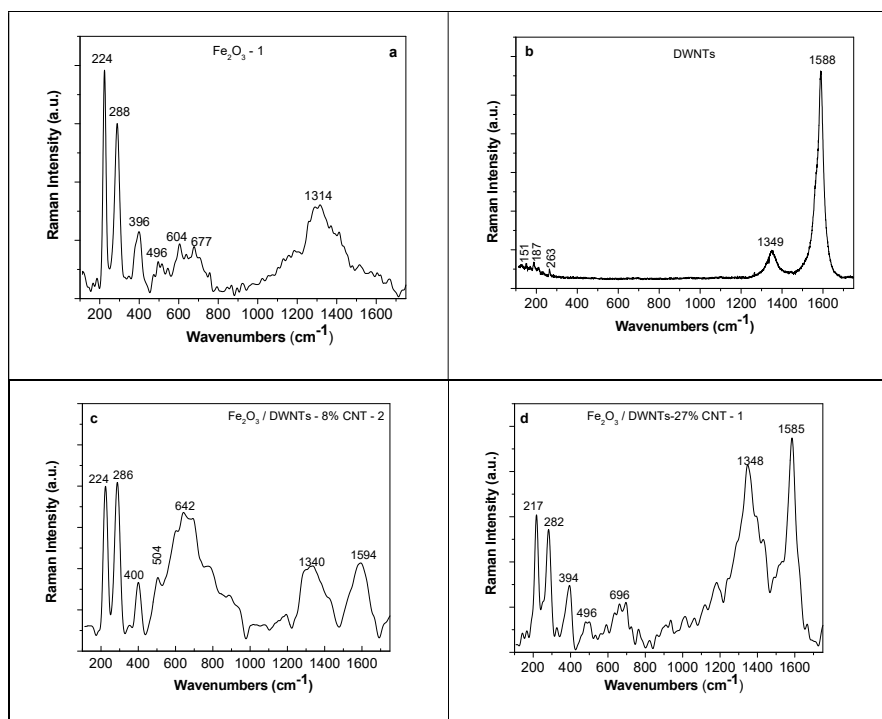 Fe₂O₃ - 1
a
224
288
396
496
604
677
1314
Raman Intensity (a.u.)
200 400 600 800 1000 1200 1400 1600
Wavenumbers (cm⁻¹)
b
DWNTs
1588
1349
151
187
263
Raman Intensity (a.u.)
200 400 600 800 1000 1200 1400 1600
Wavenumbers (cm⁻¹)
c
Fe₂O₃ / DWNTs - 8% CNT - 2
224
286
400
504
642
1340
1594
Raman Intensity (a.u.)
200 400 600 800 1000 1200 1400 1600
Wavenumbers (cm⁻¹)
d
Fe₂O₃ / DWNTs-27% CNT - 1
217
282
394
496
696
1348
1585
Raman Intensity (a.u.)
200 400 600 800 1000 1200 1400 1600
Wavenumbers (cm⁻¹)